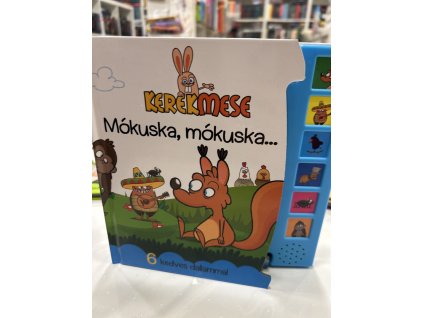 KEREKMESE
Mókuska, mókuska...
6 kedves dallammal